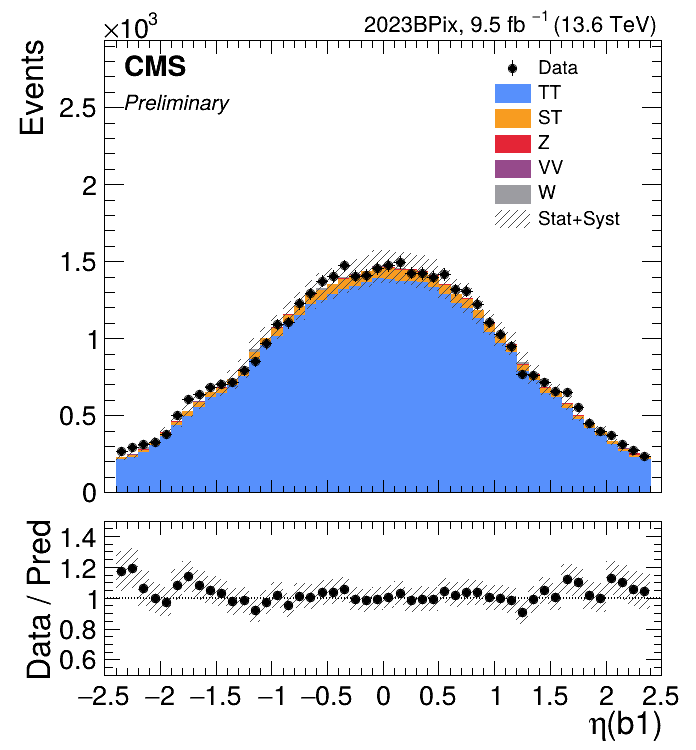 ×10³
2023BPix, 9.5 fb⁻¹ (13.6 TeV)
Events
CMS
Preliminary
Data
TT
ST
Z
VV
W
Stat+Syst
2.5
2
1.5
1
0.5
0
Data / Pred
1.4
1.2
1
0.8
0.6
−2.5 −2 −1.5 −1 −0.5 0 0.5 1 1.5 2 2.5
η(b1)